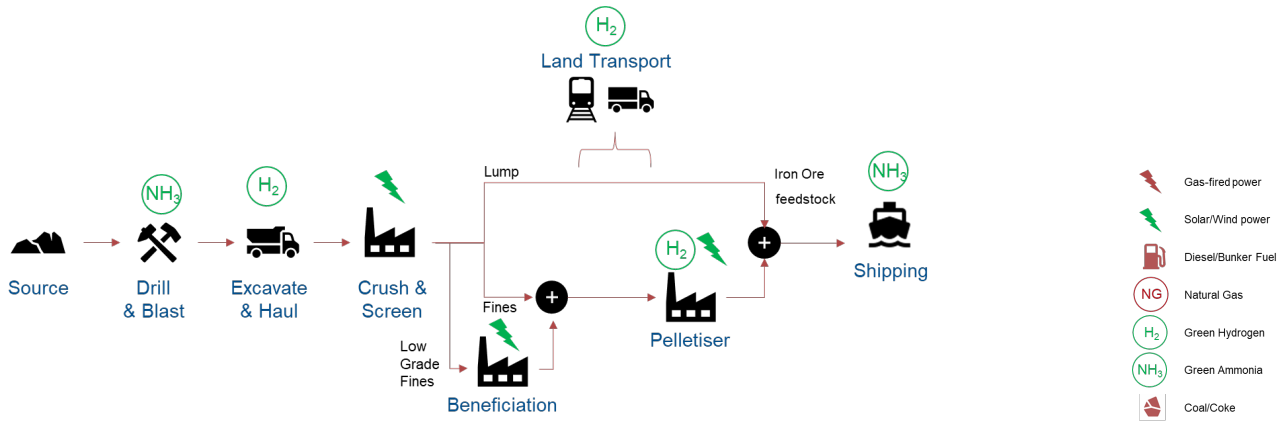 H2
Land Transport
Lump
Iron Ore
feedstock
NH3
H2
NH3
H2
Source
Drill
& Blast
Excavate
& Haul
Crush &
Screen
Fines
+
+
Pelletiser
Shipping
Low
Grade
Fines
Beneficiation
Gas-fired power
Solar/Wind power
Diesel/Bunker Fuel
NG Natural Gas
H2 Green Hydrogen
NH3 Green Ammonia
Coal/Coke